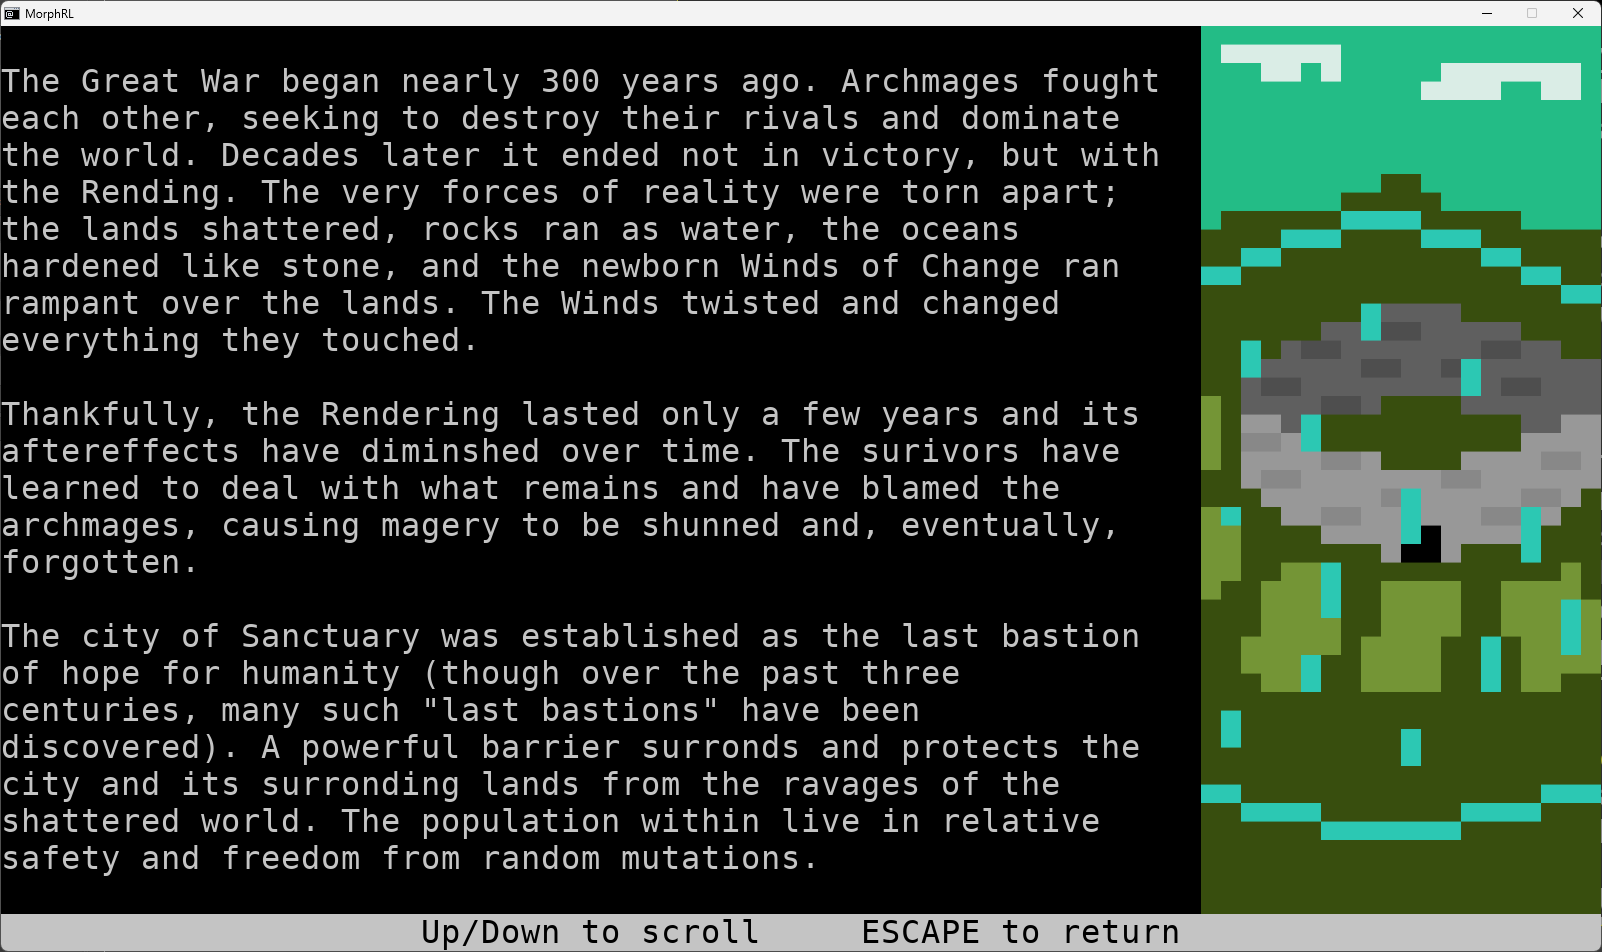 MorphRL
The Great War began nearly 300 years ago. Archmages fought
each other, seeking to destroy their rivals and dominate
the world. Decades later it ended not in victory, but with
the Rending. The very forces of reality were torn apart;
the lands shattered, rocks ran as water, the oceans
hardened like stone, and the newborn Winds of Change ran
rampant over the lands. The Winds twisted and changed
everything they touched.
Thankfully, the Rendering lasted only a few years and its
aftereffects have diminshed over time. The surivors have
learned to deal with what remains and have blamed the
archmages, causing magery to be shunned and, eventually,
forgotten.
The city of Sanctuary was established as the last bastion
of hope for humanity (though over the past three
centuries, many such "last bastions" have been
discovered). A powerful barrier surronds and protects the
city and its surronding lands from the ravages of the
shattered world. The population within live in relative
safety and freedom from random mutations.
Up/Down to scroll     ESCAPE to return